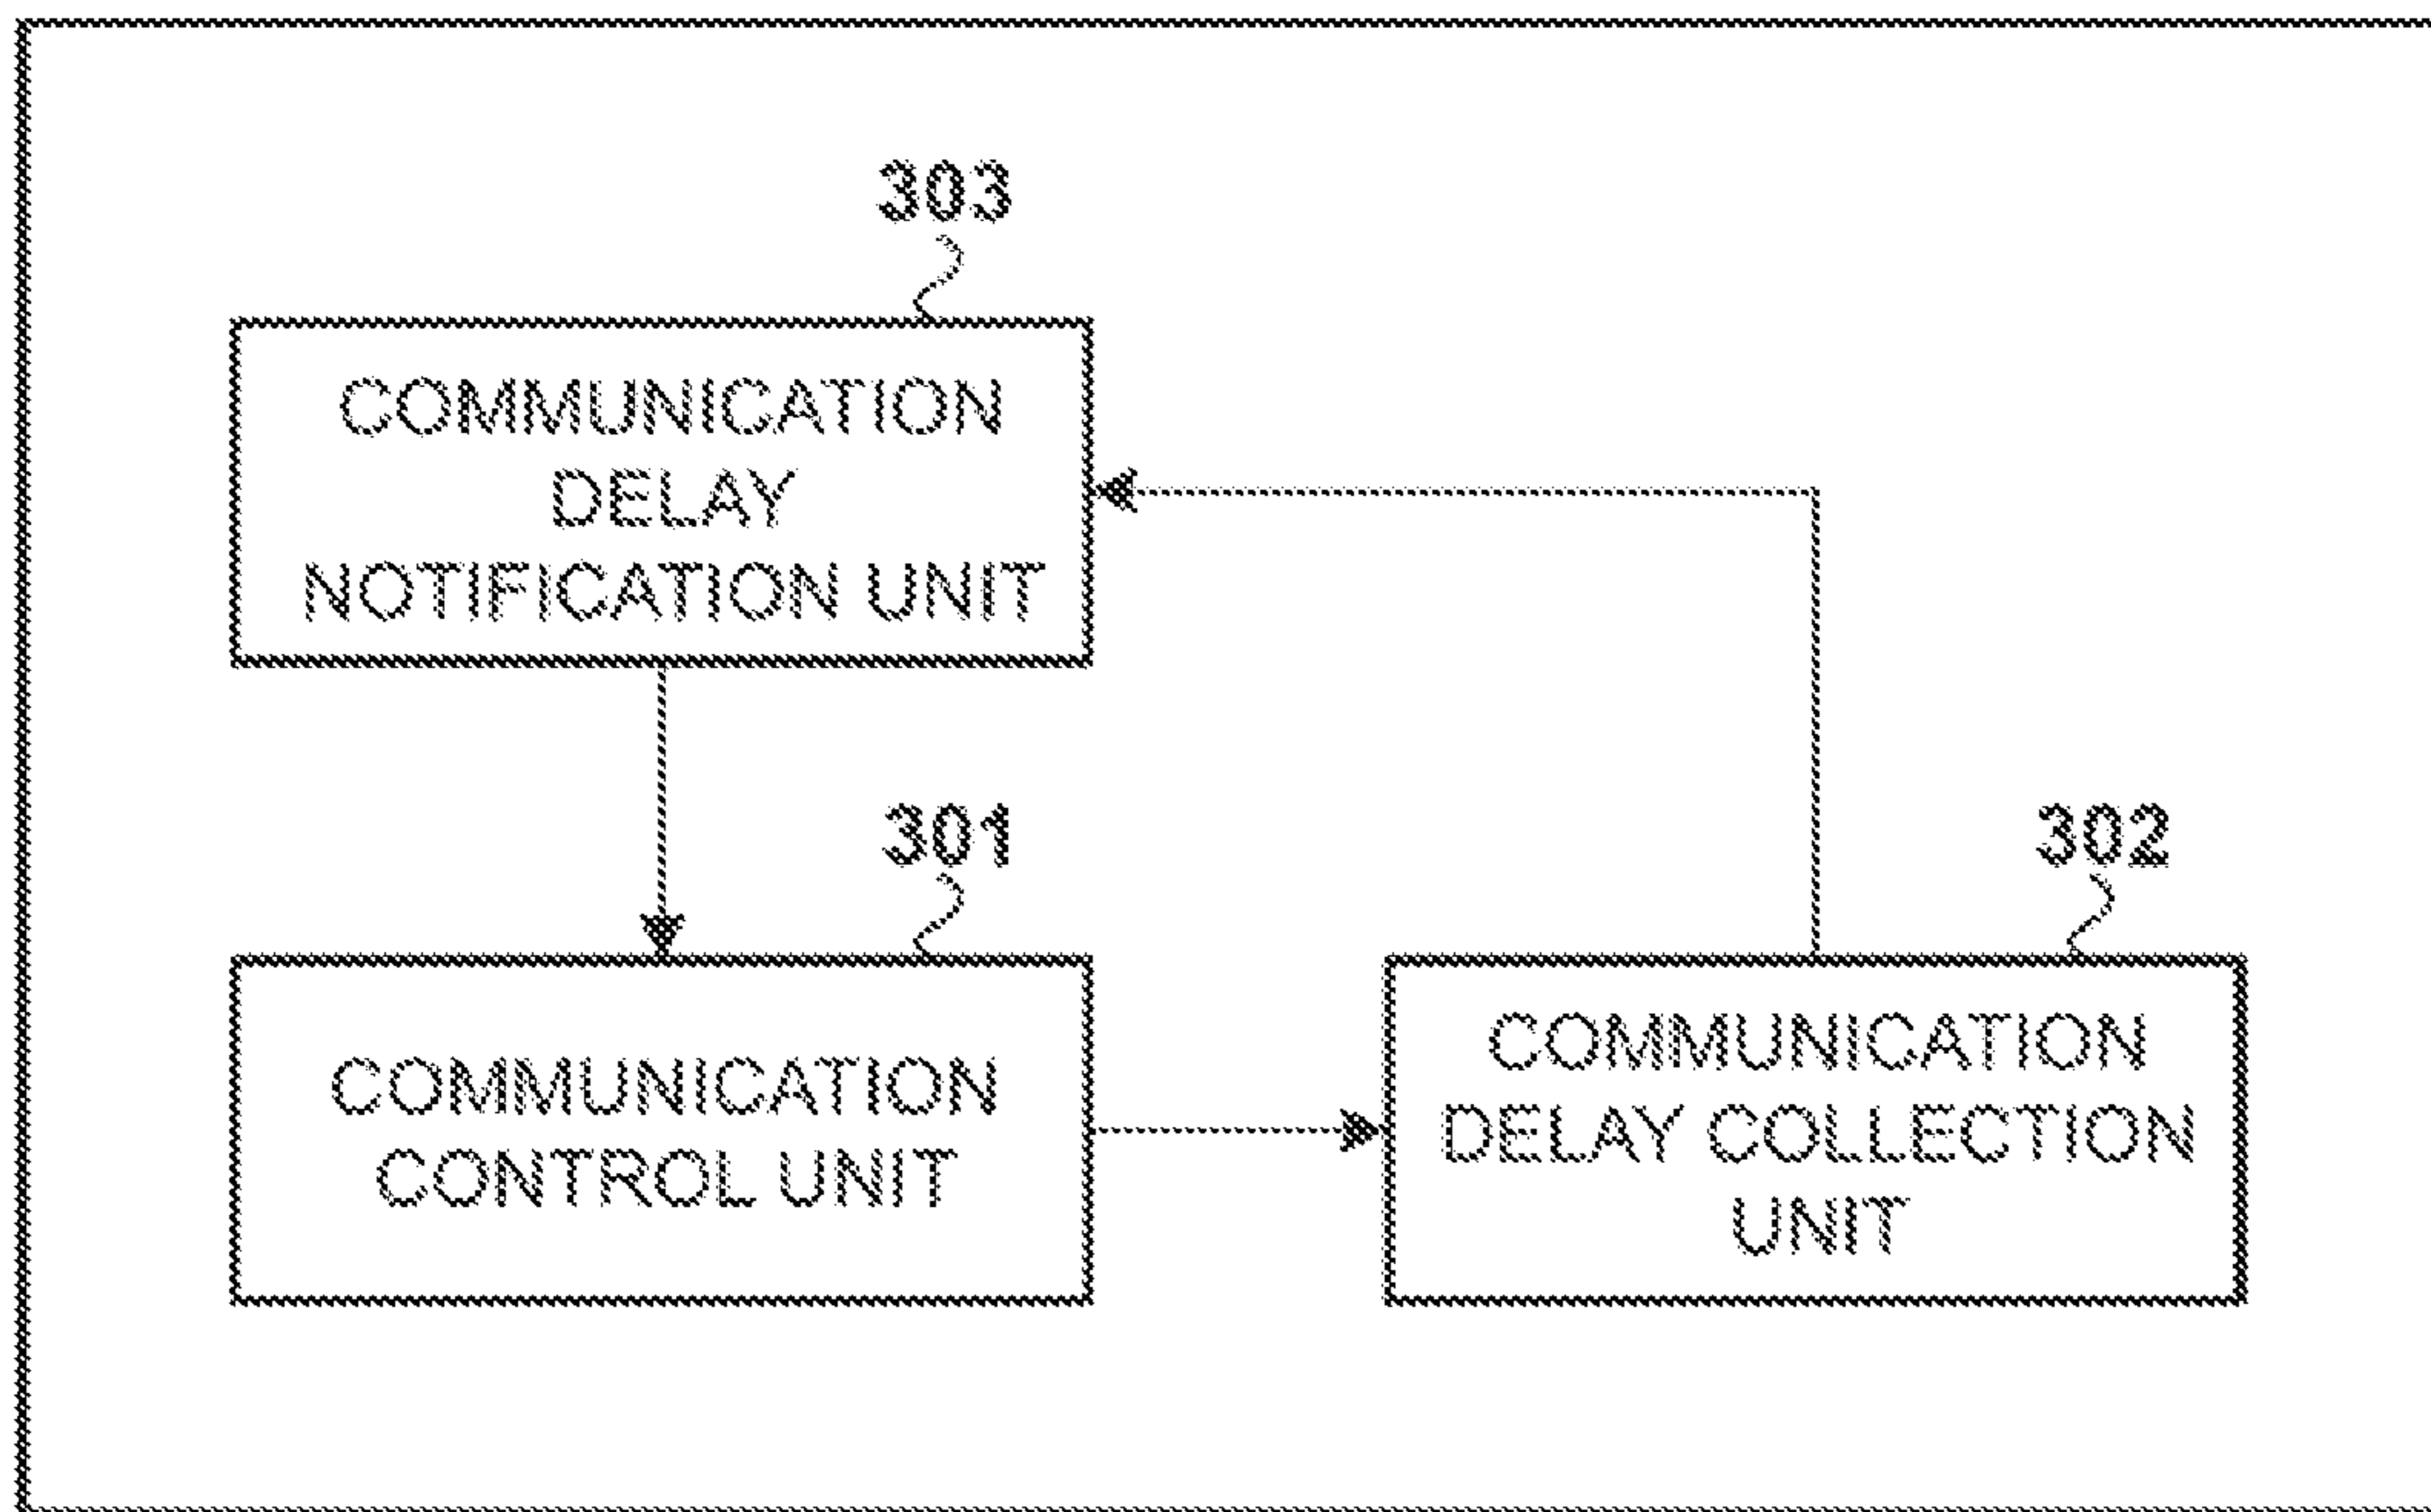 303
COMMUNICATION
DELAY
NOTIFICATION UNIT
301
COMMUNICATION
CONTROL UNIT
302
COMMUNICATION
DELAY COLLECTION
UNIT